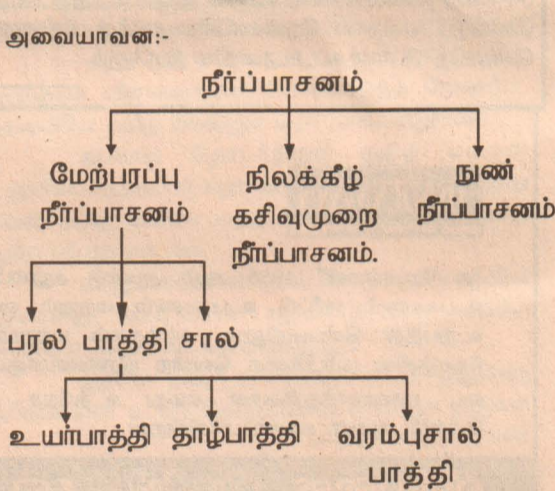 அவையாவன:-
நீர்ப்பாசனம்
மேற்பரப்பு நீர்ப்பாசனம்
நிலக்கீழ் கசிவுமுறை நீர்ப்பாசனம்.
நுண் நீர்ப்பாசனம்
பரல் பாத்தி சால்
உயர்பாத்தி தாழ்பாத்தி வரம்புசால்
பாத்தி